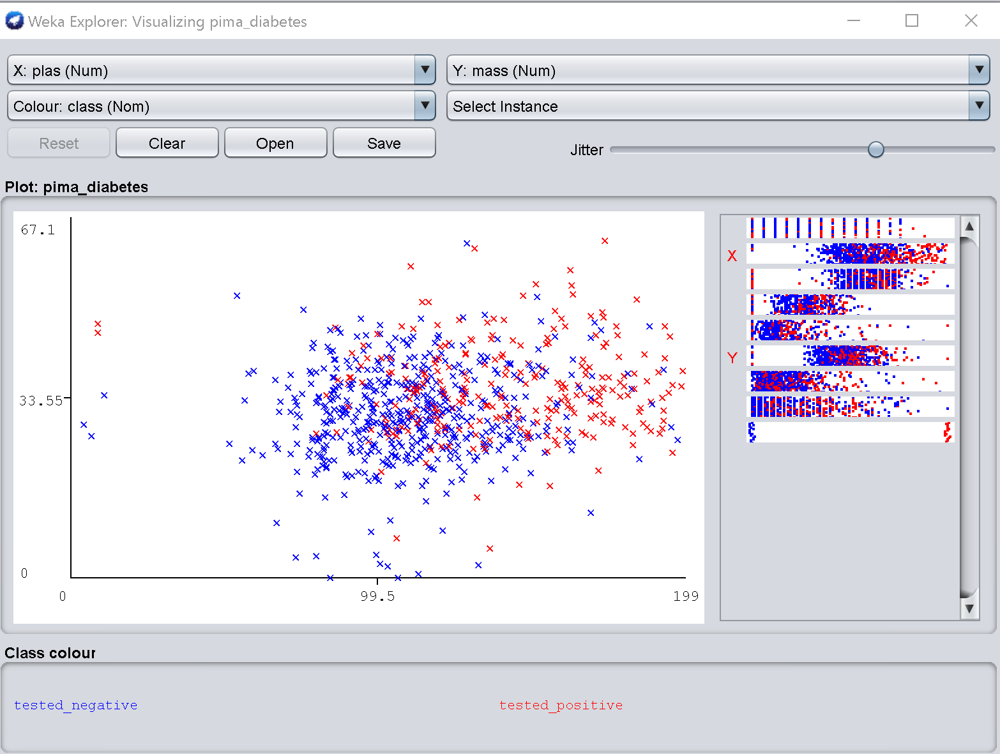 Weka Explorer: Visualizing pima_diabetes
X: plas (Num)
Y: mass (Num)
Colour: class (Nom)
Select Instance
Reset
Clear
Open
Save
Jitter
Plot: pima_diabetes
67.1
33.55
0
0
99.5
199
X
Y
Class colour
tested_negative
tested_positive